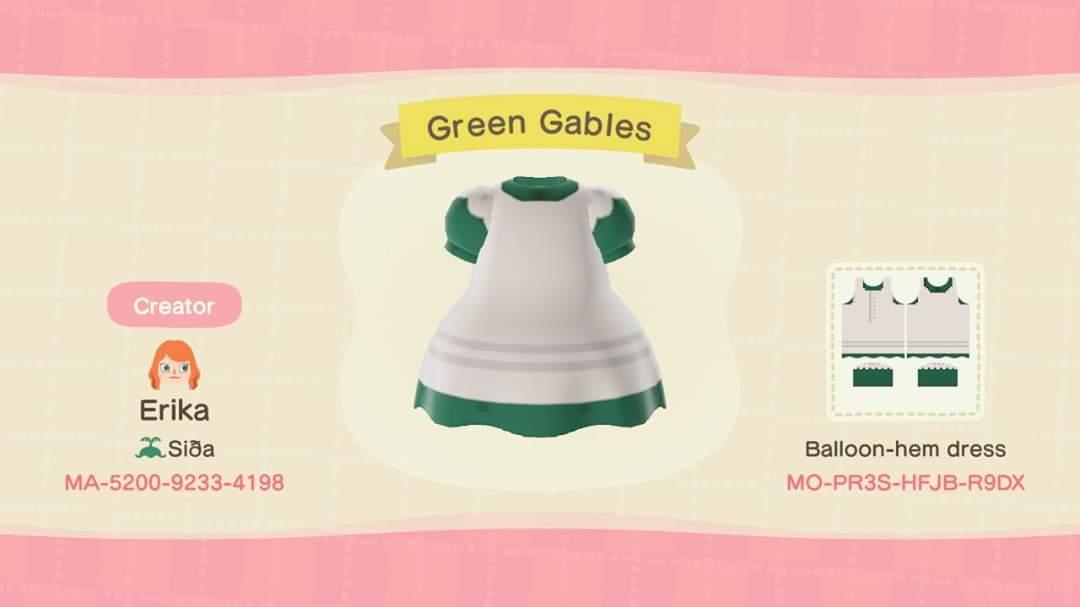 Green Gables
Creator
Erika
Siða
MA-5200-9233-4198
Balloon-hem dress
MO-PR3S-HFJB-R9DX